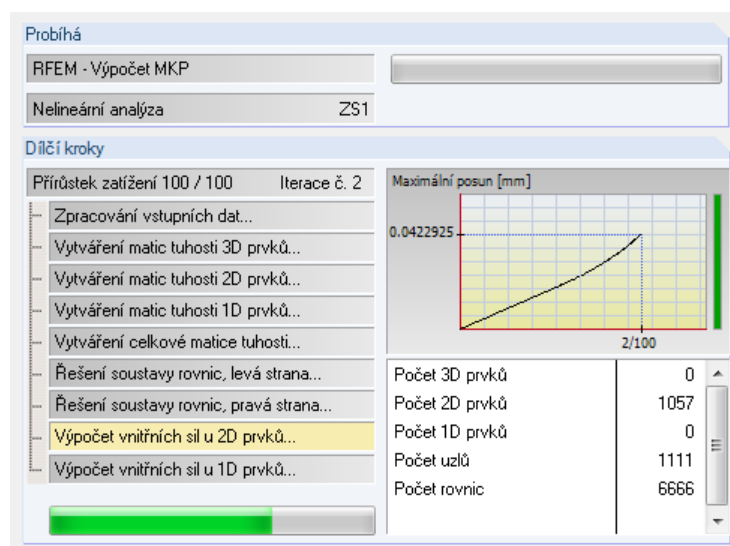 Probíhá
RFEM - Výpočet MKP
Nelineární analýza ZS1
Dílčí kroky
Přírůstek zatížení 100 / 100 Iterace č. 2
Zpracování vstupních dat...
Vytváření matic tuhosti 3D prvků...
Vytváření matic tuhosti 2D prvků...
Vytváření matic tuhosti 1D prvků...
Vytváření celkové matice tuhosti...
Řešení soustavy rovnic, levá strana...
Řešení soustavy rovnic, pravá strana...
Výpočet vnitřních sil u 2D prvků...
Výpočet vnitřních sil u 1D prvků...
Maximální posun [mm]
0.0422925
2/100
Počet 3D prvků 0
Počet 2D prvků 1057
Počet 1D prvků 0
Počet uzlů 1111
Počet rovnic 6666